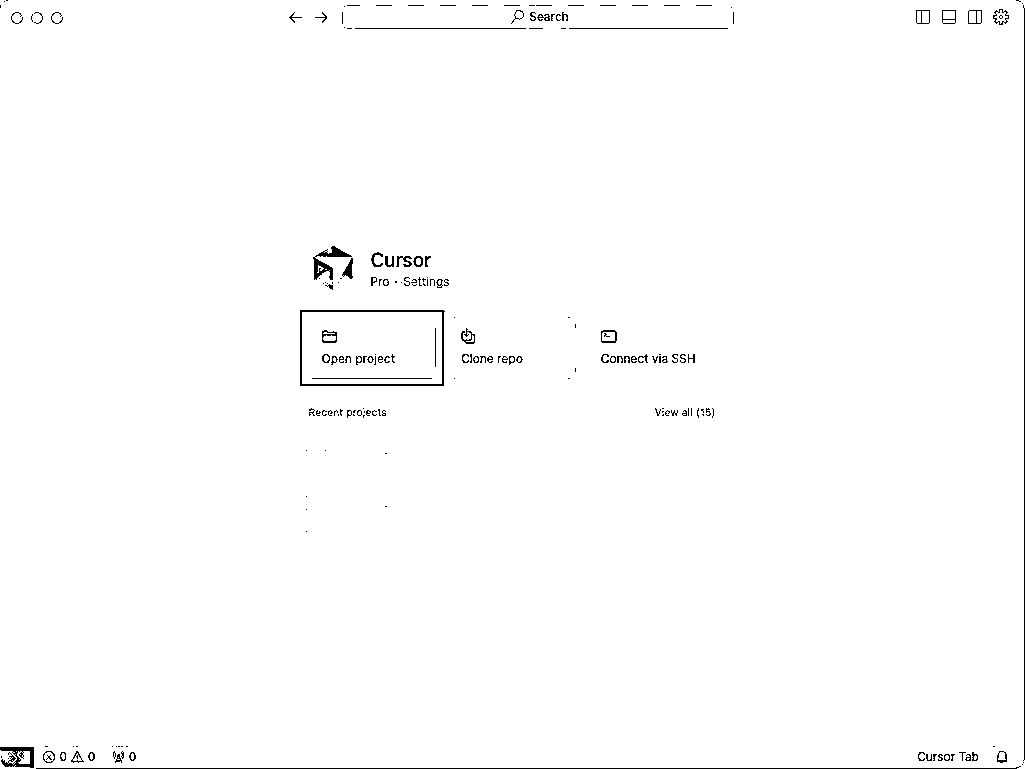 Search
Cursor
Pro · Settings
Open project
Clone repo
Connect via SSH
Recent projects
View all (15)
0 0 0
Cursor Tab